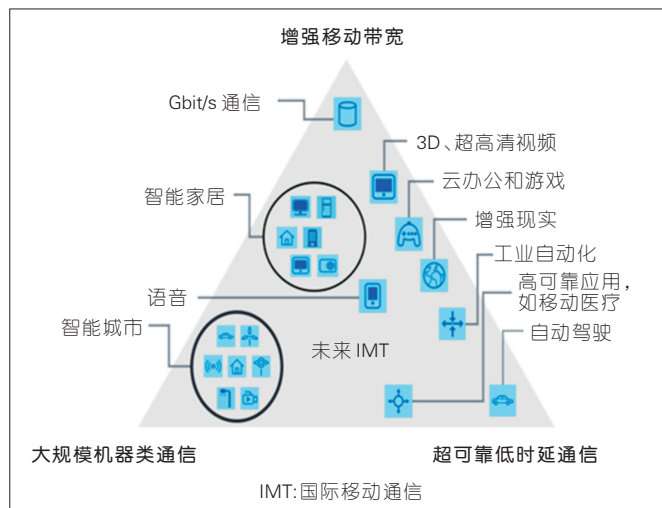 增强移动带宽
Gbit/s 通信
3D、超高清视频
云办公和游戏
智能家居
增强现实
工业自动化
高可靠应用,
如移动医疗
语音
智能城市
自动驾驶
未来 IMT
大规模机器类通信
超可靠低时延通信
IMT:国际移动通信